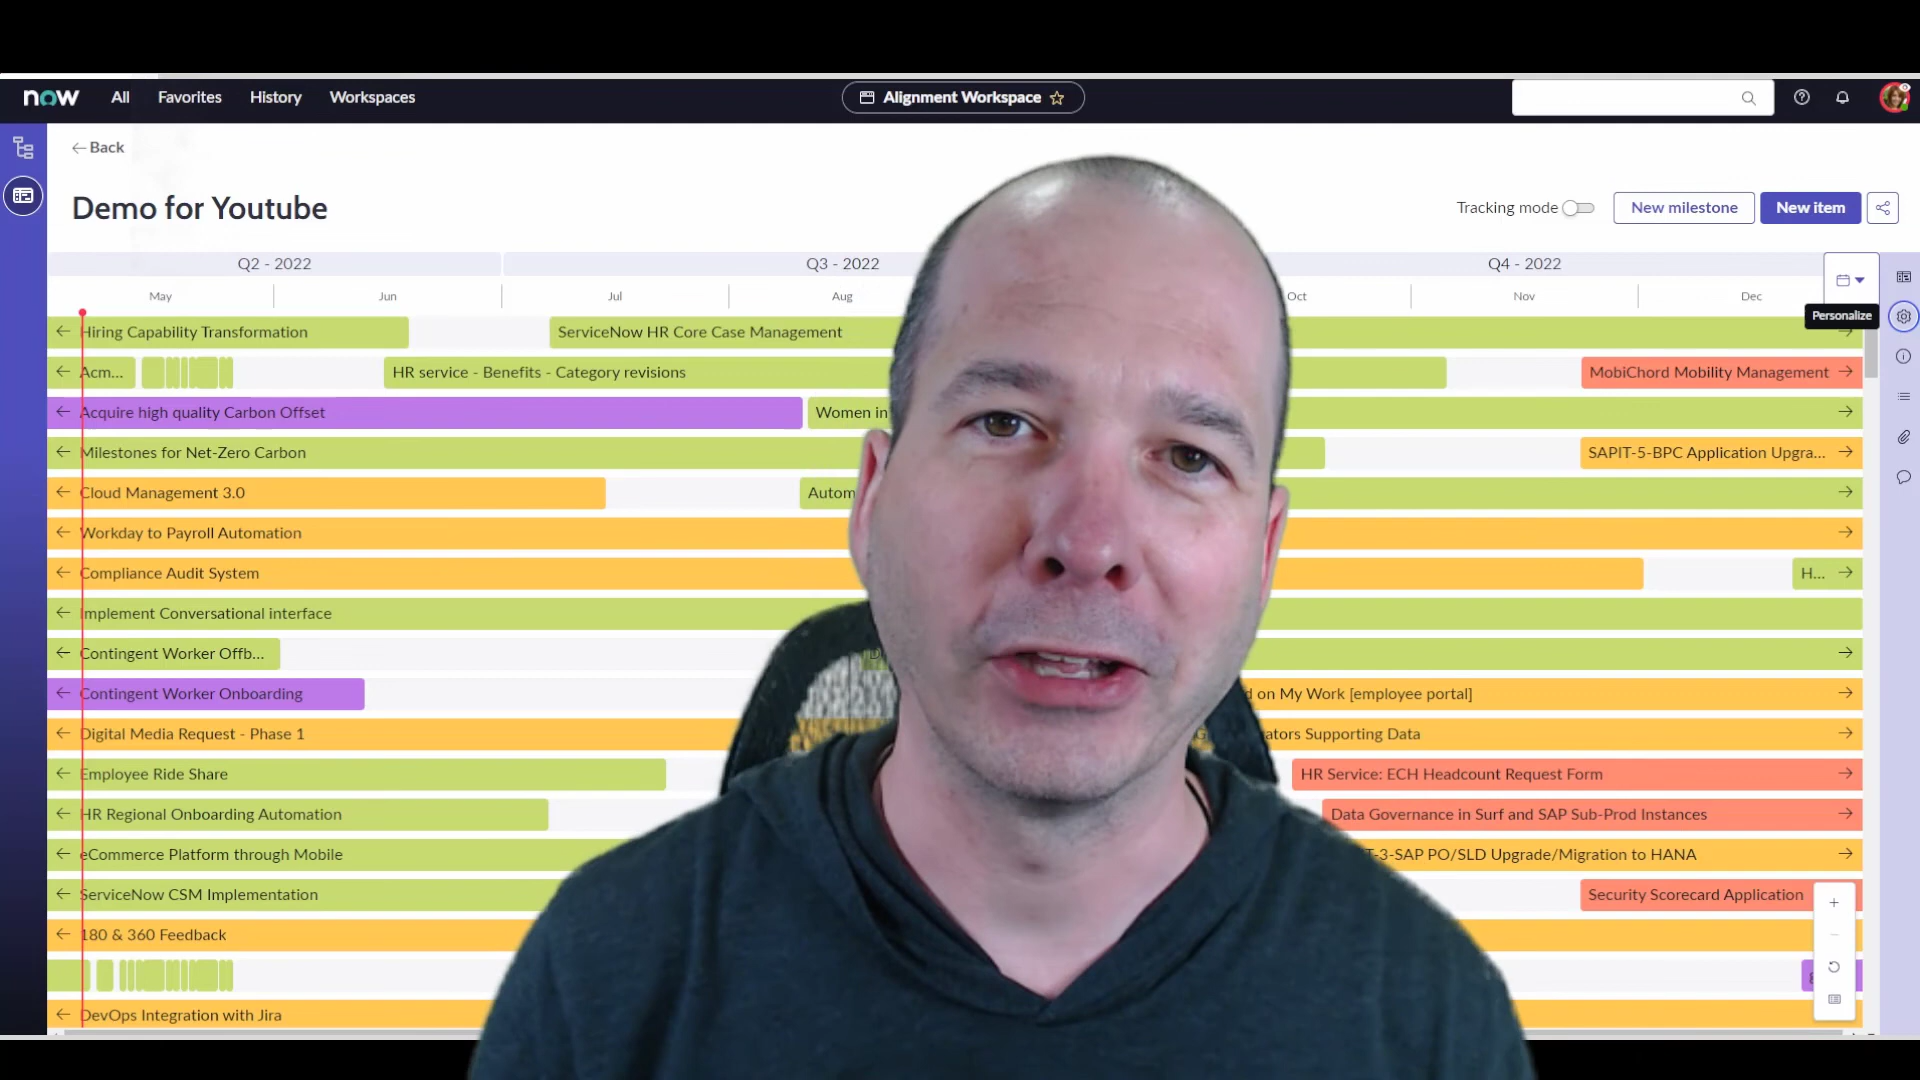 now All Favorites History Workspaces Alignment Workspace
Back
Demo for Youtube Tracking mode New milestone New item
Q2 - 2022 Q3 - 2022 Q4 - 2022
May Jun Jul Aug Oct Nov Dec
Personalize
Hiring Capability Transformation ServiceNow HR Core Case Management
Acm... HR service - Benefits - Category revisions MobiChord Mobility Management
Acquire high quality Carbon Offset Women in
Milestones for Net-Zero Carbon SAPIT-5-BPC Application Upgra...
Cloud Management 3.0 Autom
Workday to Payroll Automation
Compliance Audit System H...
Implement Conversational interface
Contingent Worker Offb...
Contingent Worker Onboarding d on My Work [employee portal]
Digital Media Request - Phase 1 ators Supporting Data
Employee Ride Share HR Service: ECH Headcount Request Form
HR Regional Onboarding Automation Data Governance in Surf and SAP Sub-Prod Instances
eCommerce Platform through Mobile T-3-SAP PO/SLD Upgrade/Migration to HANA
ServiceNow CSM Implementation Security Scorecard Application
180 & 360 Feedback
DevOps Integration with Jira